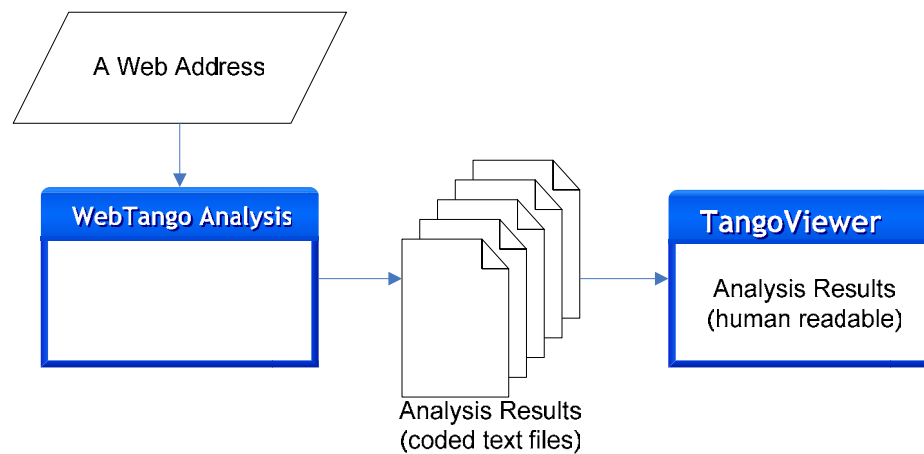 A Web Address
WebTango Analysis
TangoViewer
Analysis Results
(human readable)
Analysis Results
(coded text files)